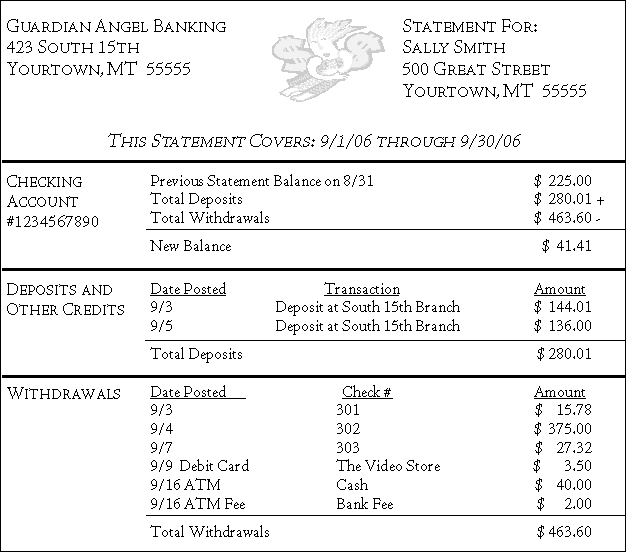 Guardian Angel Banking
423 South 15th
Yourtown, MT 55555
Statement For:
Sally Smith
500 Great Street
Yourtown, MT 55555
This Statement Covers: 9/1/06 through 9/30/06
Checking Account #1234567890
Previous Statement Balance on 8/31 $ 225.00
Total Deposits $ 280.01 +
Total Withdrawals $ 463.60 -
New Balance $ 41.41
Deposits and Other Credits
Date Posted Transaction Amount
9/3 Deposit at South 15th Branch $ 144.01
9/5 Deposit at South 15th Branch $ 136.00
Total Deposits $ 280.01
Withdrawals
Date Posted Check # Amount
9/3 301 $ 15.78
9/4 302 $ 375.00
9/7 303 $ 27.32
9/9 Debit Card The Video Store $ 3.50
9/16 ATM Cash $ 40.00
9/16 ATM Fee Bank Fee $ 2.00
Total Withdrawals $ 463.60